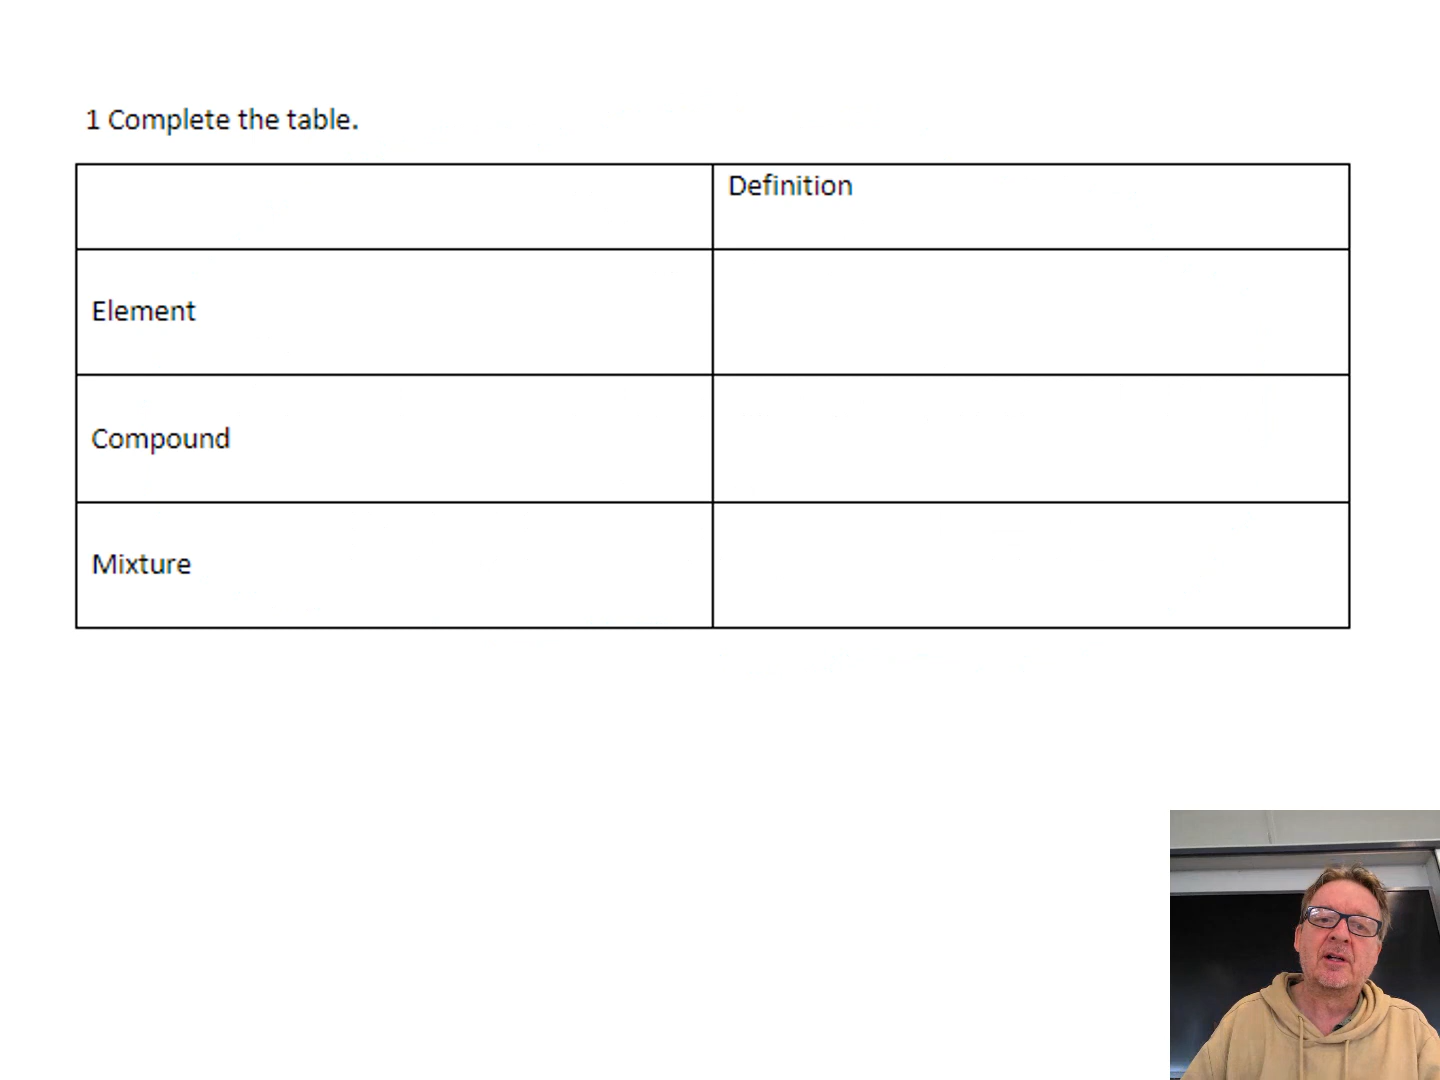 1 Complete the table.
Definition
Element
Compound
Mixture